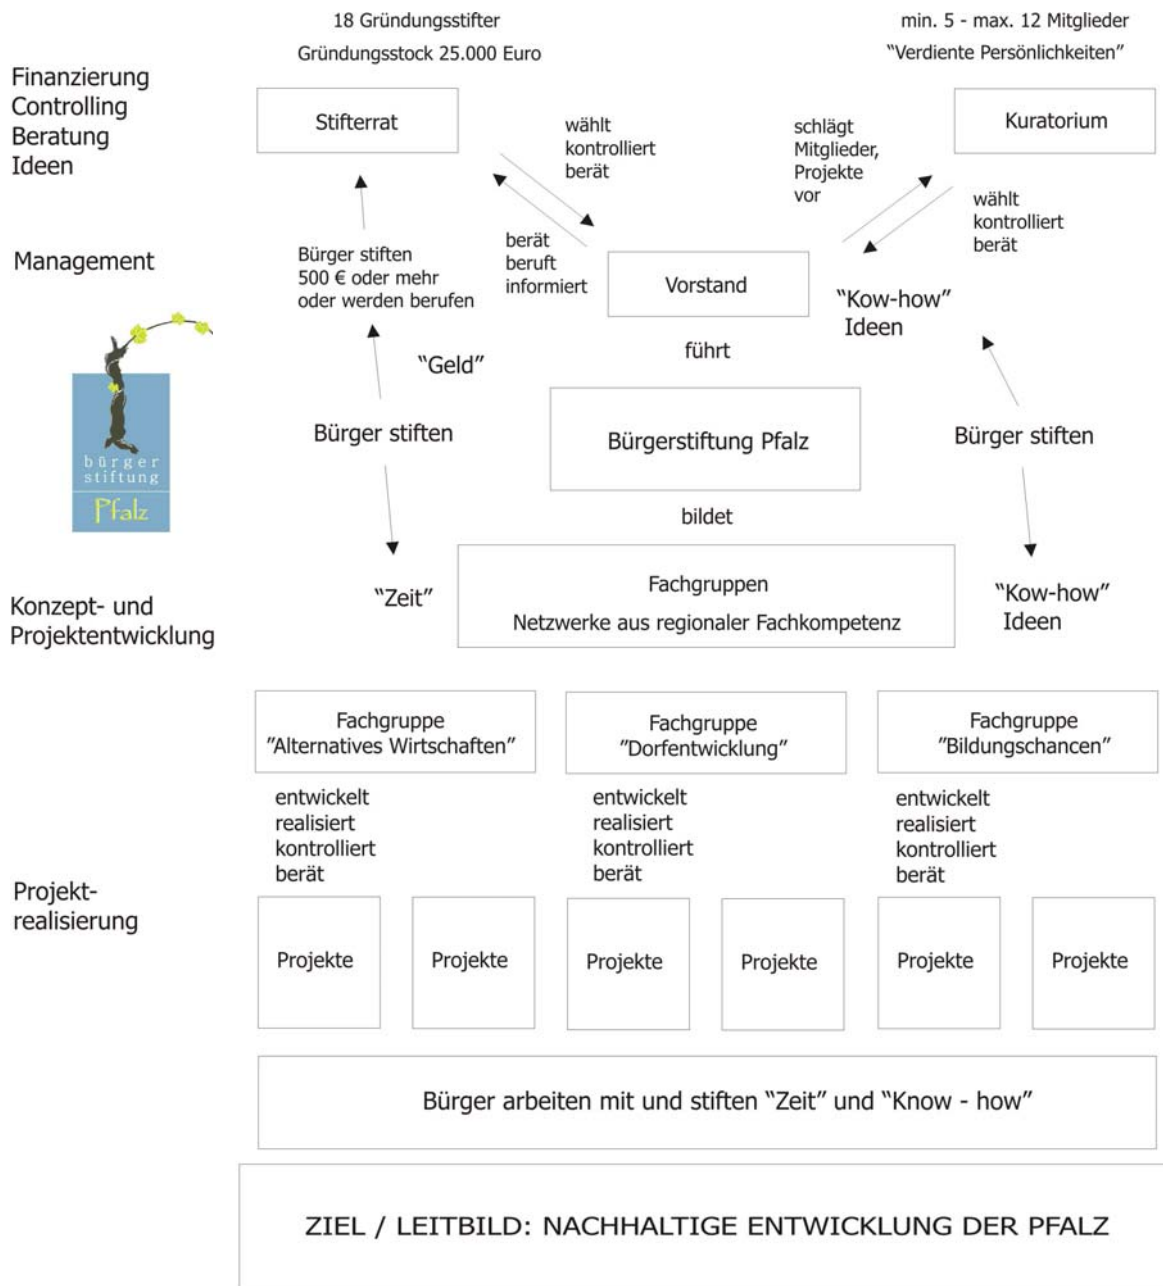 18 Gründungsstifter
Gründungsstock 25.000 Euro
min. 5 - max. 12 Mitglieder
“Verdiente Persönlichkeiten”
Finanzierung
Controlling
Beratung
Ideen
Stifterrat
wählt
kontrolliert
berät
schlägt
Mitglieder,
Projekte
vor
Kuratorium
wählt
kontrolliert
berät
Management
Bürger stiften
500 € oder mehr
oder werden berufen
berät
beruft
informiert
Vorstand
“Kow-how”
Ideen
führt
“Geld”
bürger
stiftung
Pfalz
Bürger stiften
Bürgerstiftung Pfalz
Bürger stiften
bildet
Konzept- und
Projektentwicklung
“Zeit”
Fachgruppen
Netzwerke aus regionaler Fachkompetenz
“Kow-how”
Ideen
Fachgruppe
”Alternatives Wirtschaften”
Fachgruppe
”Dorfentwicklung”
Fachgruppe
”Bildungschancen”
entwickelt
realisiert
kontrolliert
berät
entwickelt
realisiert
kontrolliert
berät
entwickelt
realisiert
kontrolliert
berät
Projekt-
realisierung
Projekte
Projekte
Projekte
Projekte
Projekte
Projekte
Bürger arbeiten mit und stiften “Zeit” und “Know - how”
ZIEL / LEITBILD: NACHHALTIGE ENTWICKLUNG DER PFALZ